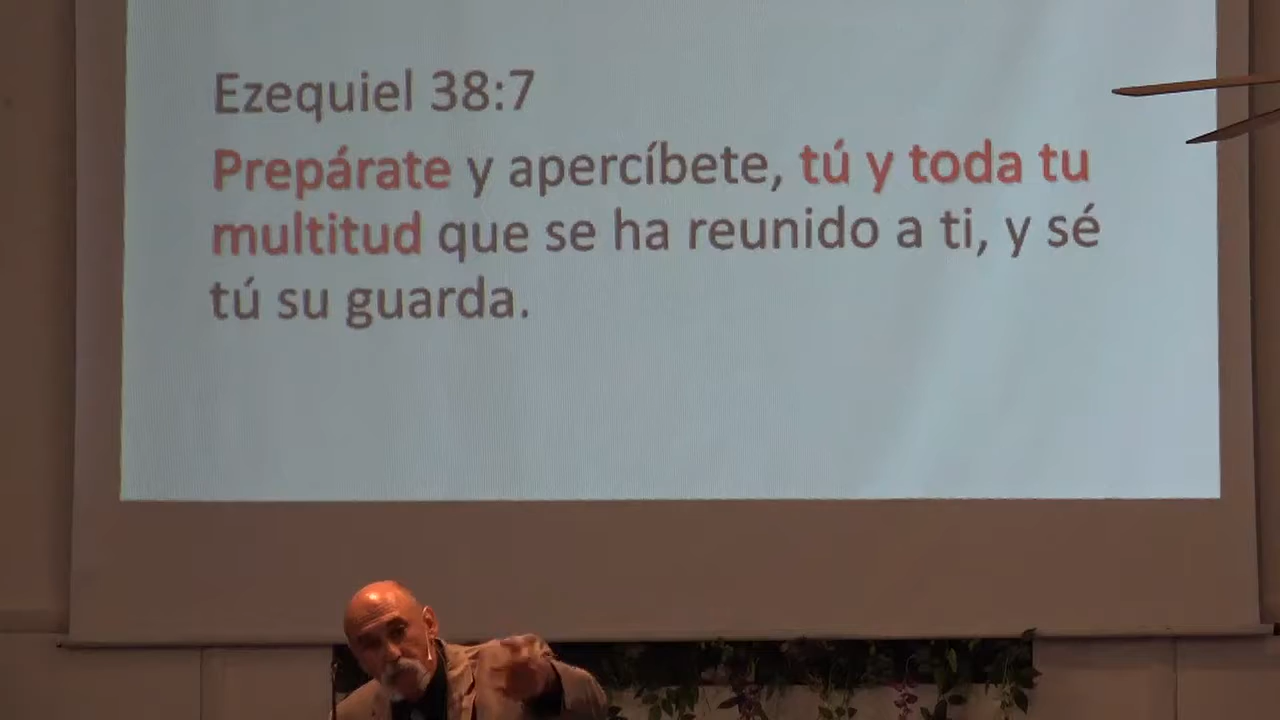 Ezequiel 38:7
Prepárate y apercíbete, tú y toda tu
multitud que se ha reunido a ti, y sé
tú su guarda.